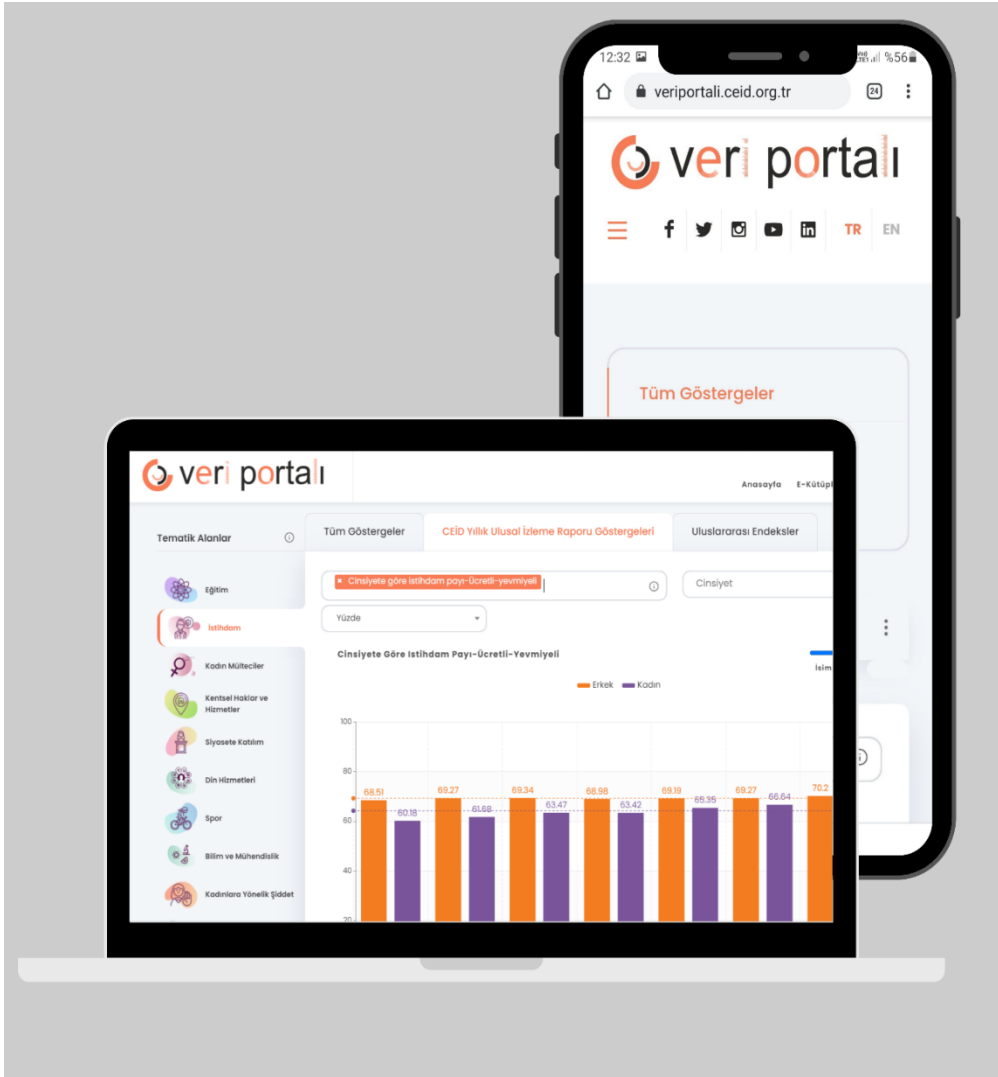 12:32 %56
veriportali.ceid.org.tr 24
veri portalı
f in TR EN
Tüm Göstergeler
veri portalı
Anasayfa
Tematik Alanlar
Tüm Göstergeler
CEİD Yıllık Ulusal İzleme Raporu Göstergeleri
Uluslararası Endeksler
Eğitim
İstihdam
Kadın Mülteciler
Kentsel Haklar ve
Hizmetler
Siyasete Katılım
Din Hizmetleri
Spor
Bilim ve Mühendislik
Kadınlara Yönelik Şiddet
× Cinsiyete göre istihdam payı-Ücretli-yevmiyeli
Cinsiyet
Yüzde
Cinsiyete Göre Istihdam Payı-Ücretli-Yevmiyeli
İsim
Erkek Kadın
100
80
60
40
20
68.51 60.18 69.27 61.68 69.34 63.47 68.98 63.42 69.19 65.35 69.27 66.64 70.2